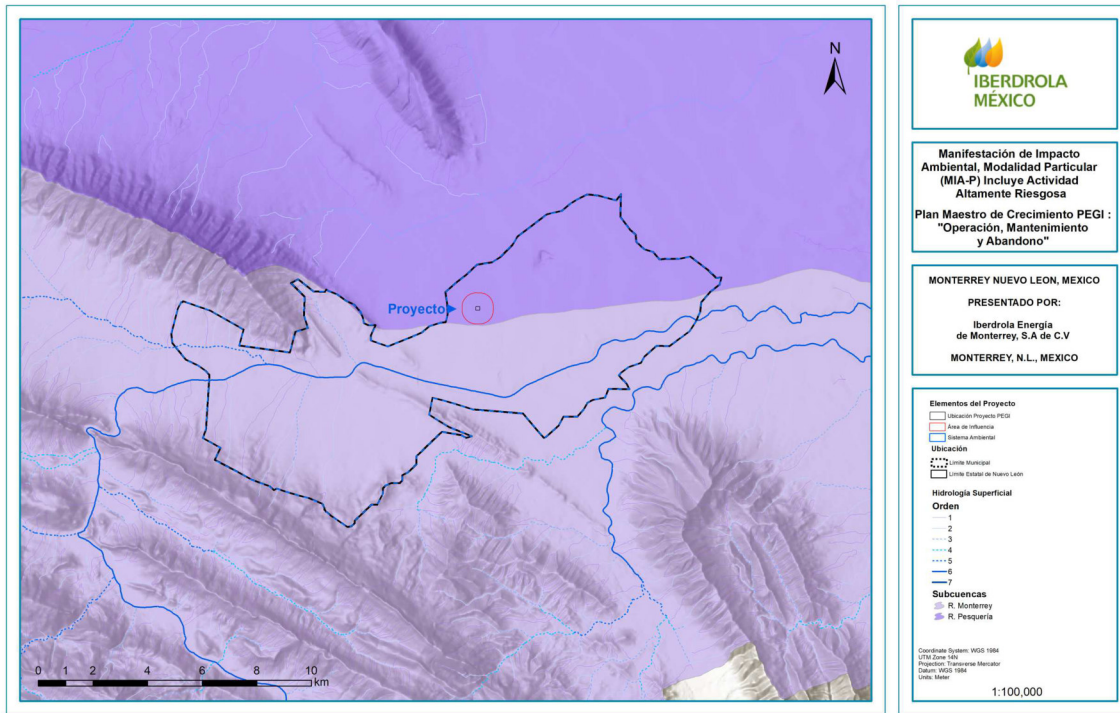 N
Proyecto
0 1 2 4 6 8 10
km
IBERDROLA
MÉXICO
Manifestación de Impacto
Ambiental, Modalidad Particular
(MIA-P) Incluye Actividad
Altamente Riesgosa
Plan Maestro de Crecimiento PEGI :
"Operación, Mantenimiento
y Abandono"
MONTERREY NUEVO LEON, MEXICO
PRESENTADO POR:
Iberdrola Energía
de Monterrey, S.A de C.V
MONTERREY, N.L., MEXICO
Elementos del Proyecto
Ubicación Proyecto PEGI
Área de Influencia
Sistema Ambiental
Ubicación
Limite Municipal
Limite Estatal de Nuevo León
Hidrología Superficial
Orden
1
2
3
4
5
6
7
Subcuencas
R. Monterrey
R. Pesquería
Coordinate System: WGS 1984
UTM Zone 14N
Projection: Transverse Mercator
Datum: WGS 1984
Units: Meter
1:100,000